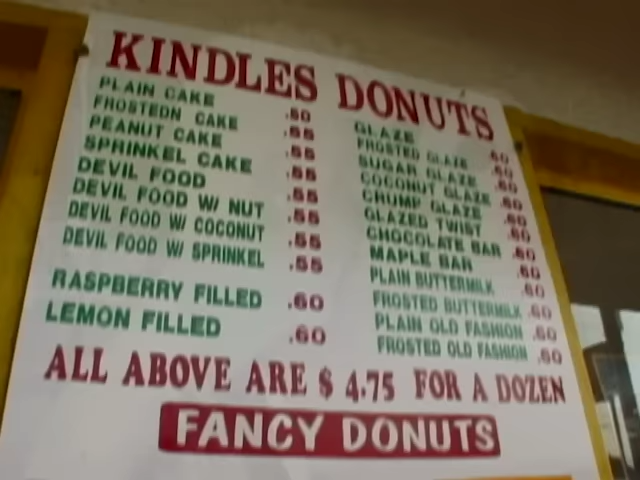 KINDLES DONUTS
PLAIN CAKE .50
FROSTEDN CAKE .55
PEANUT CAKE .55
SPRINKEL CAKE .55
DEVIL FOOD .55
DEVIL FOOD W/ NUT .55
DEVIL FOOD W/ COCONUT .55
DEVIL FOOD W/ SPRINKEL
RASPBERRY FILLED .60
LEMON FILLED .60
GLAZE .60
FROSTED GLAZE .60
SUGAR GLAZE .60
COCONUT GLAZE .60
CRUMP GLAZE .60
GLAZED TWIST .60
CHOCOLATE BAR .60
MAPLE BAR .60
PLAIN BUTTERMILK .60
FROSTED BUTTERMILK .60
PLAIN OLD FASHION .60
FROSTED OLD FASHION .60
ALL ABOVE ARE $ 4.75 FOR A DOZEN
FANCY DONUTS